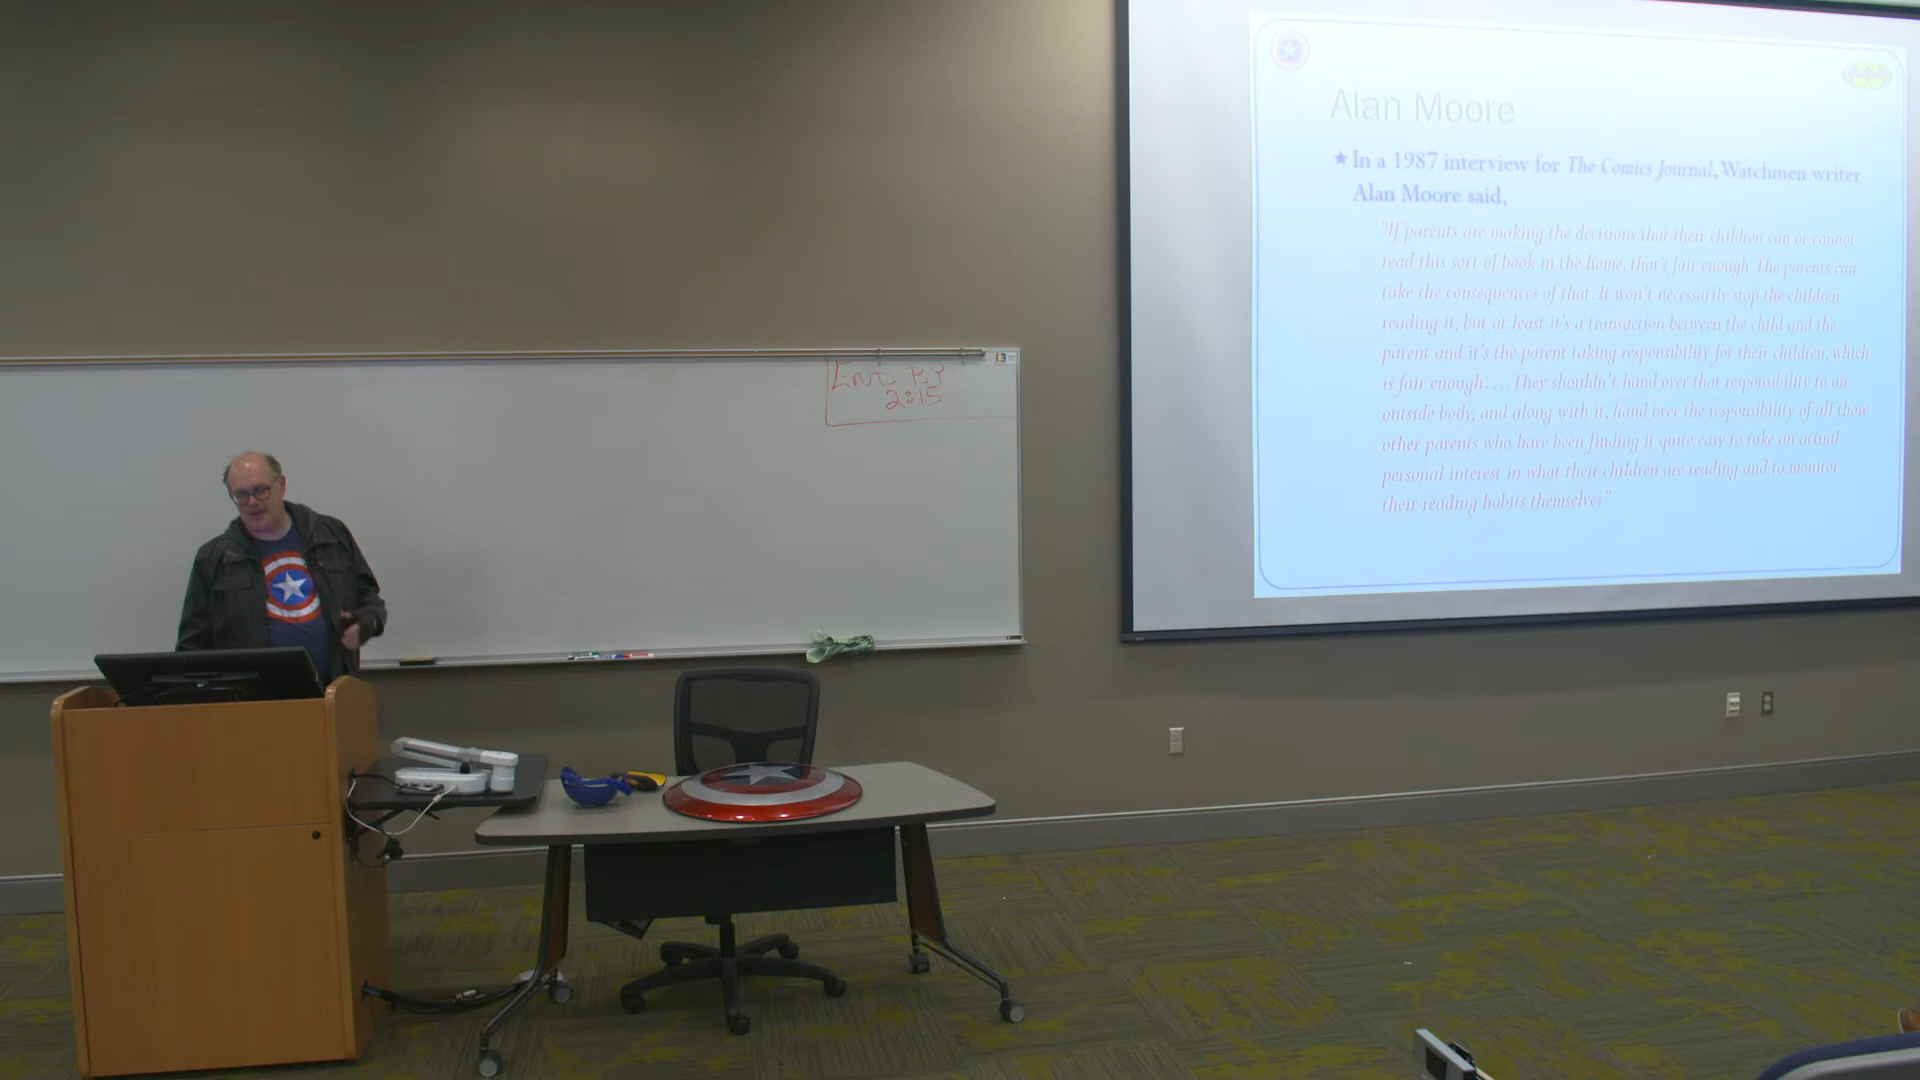 END BY
2:15
Alan Moore
★ In a 1987 interview for The Comics Journal, Watchmen writer
Alan Moore said,
"If parents are making the decisions that their children can or cannot
read this sort of book in the home, that's fair enough. The parents can
take the consequences of that. It won't necessarily stop the children
reading it, but at least it's a transaction between the child and the
parent and it's the parent taking responsibility for their children, which
is fair enough.... They shouldn't hand over that responsibility to an
outside body, and along with it, hand over the responsibility of all those
other parents who have been finding it quite easy to take an actual
personal interest in what their children are reading and to monitor
their reading habits themselves."